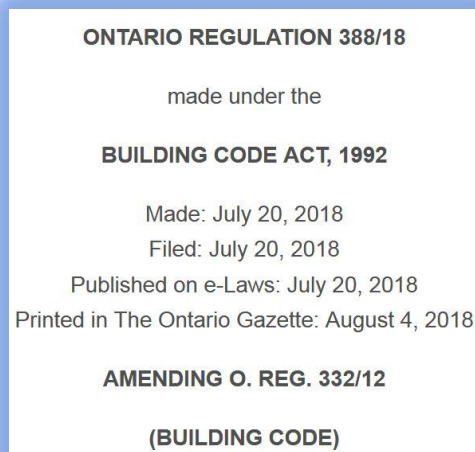 ONTARIO REGULATION 388/18
made under the
BUILDING CODE ACT, 1992
Made: July 20, 2018
Filed: July 20, 2018
Published on e-Laws: July 20, 2018
Printed in The Ontario Gazette: August 4, 2018
AMENDING O. REG. 332/12
(BUILDING CODE)